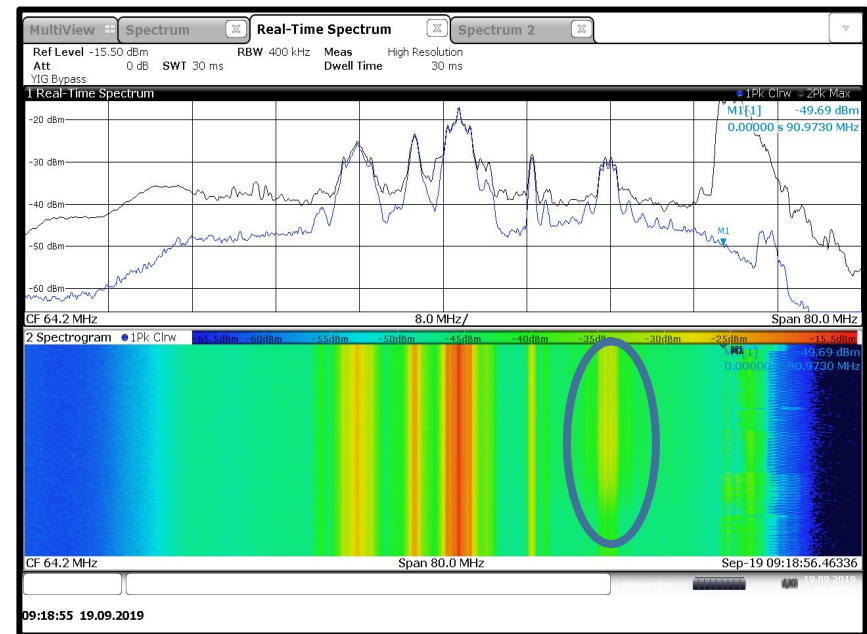 MultiView Spectrum Real-Time Spectrum Spectrum 2
Ref Level -15.50 dBm RBW 400 kHz Meas High Resolution
Att 0 dB SWT 30 ms Dwell Time 30 ms
YIG Bypass
1 Real-Time Spectrum 1Pk Clrw 2Pk Max
M1[1] -49.69 dBm
0.00000 s 90.9730 MHz
-20 dBm
-30 dBm
-40 dBm
-50 dBm
-60 dBm
M1
CF 64.2 MHz 8.0 MHz/ Span 80.0 MHz
2 Spectrogram 1Pk Clrw -65.5dBm -60dBm -55dBm -50dBm -45dBm -40dBm -35dBm -30dBm -25dBm -15.5dBm
M1[1] -49.69 dBm
0.00000 s 90.9730 MHz
CF 64.2 MHz Span 80.0 MHz Sep-19 09:18:56.46336
19.09.2019
09:18:55 19.09.2019